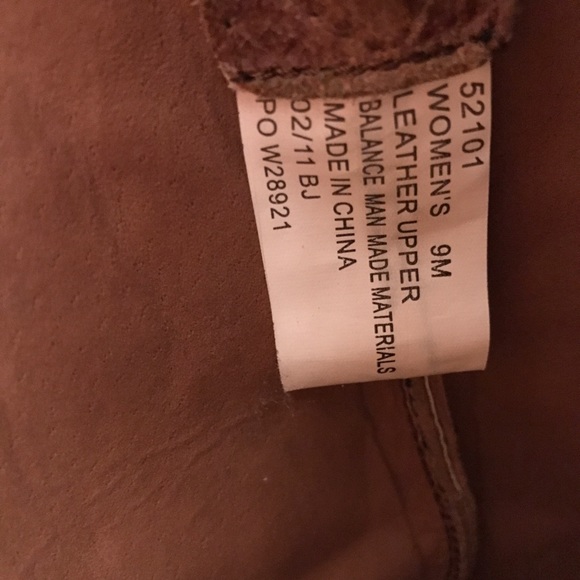 52101
WOMEN'S 9M
LEATHER UPPER
BALANCE MAN MADE MATERIALS
MADE IN CHINA
02/11 BJ
PO W28921